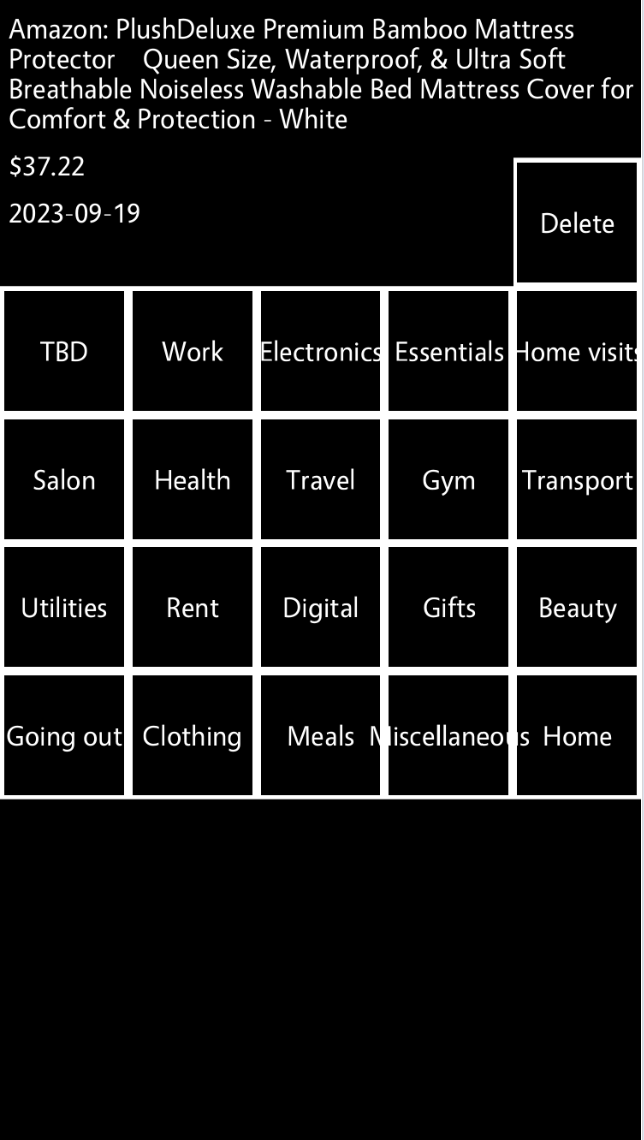 Amazon: PlushDeluxe Premium Bamboo Mattress
Protector    Queen Size, Waterproof, & Ultra Soft
Breathable Noiseless Washable Bed Mattress Cover for
Comfort & Protection - White
$37.22
2023-09-19
Delete
TBD
Work
Electronics
Essentials
Home visits
Salon
Health
Travel
Gym
Transport
Utilities
Rent
Digital
Gifts
Beauty
Going out
Clothing
Meals
Miscellaneous
Home